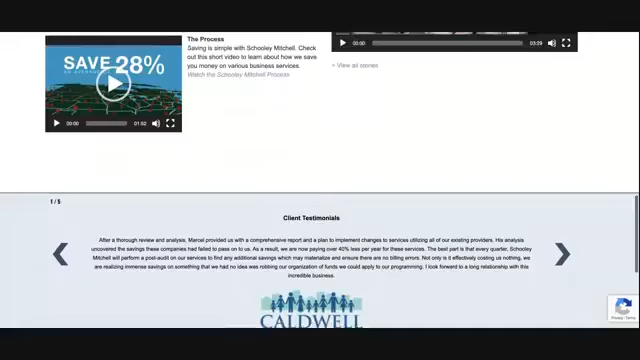 The Process
Saving is simple with Schooley Mitchell. Check
out this short video to learn about how we save
you money on various business services.
Watch the Schooley Mitchell Process
SAVE 28%
00:00
01:52
00:00
03:29
+ View all stories
1 / 5
Client Testimonials
After a thorough review and analysis, Marcel provided us with a comprehensive report and a plan to implement changes to services utilizing all of our existing providers. His analysis
uncovered the savings these companies had failed to pass on to us. As a result, we are now paying over 40% less per year for these services. The best part is that every quarter, Schooley
Mitchell will perform a post-audit on our services to find any additional savings which may materialize and ensure there are no billing errors. Not only is it effectively costing us nothing, we
are realizing immense savings on something that we had no idea was robbing our organization of funds we could apply to our programming. I look forward to a long relationship with this
incredible business.
CALDWELL
Privacy - Terms